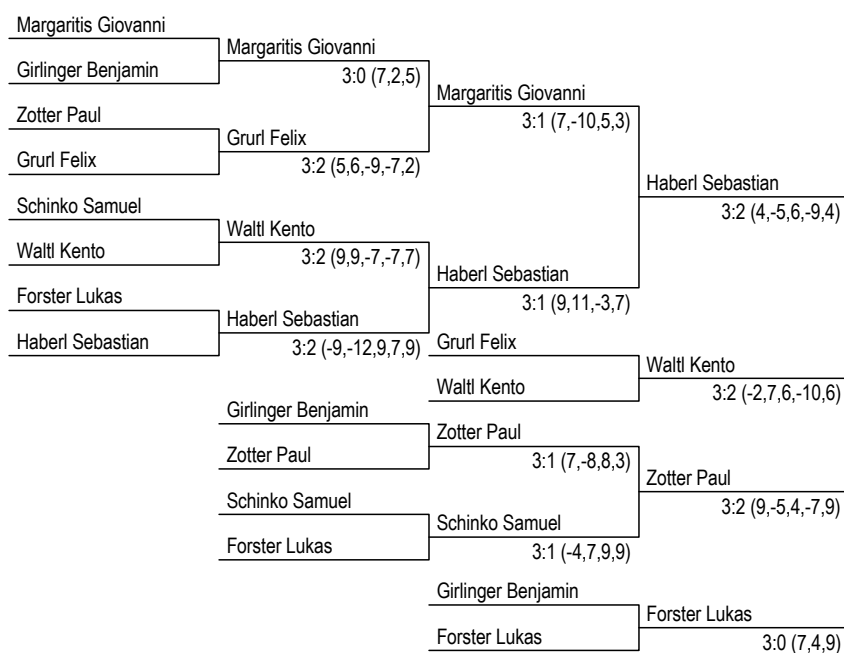 Margaritis Giovanni
Margaritis Giovanni
Girlinger Benjamin
3:0 (7,2,5)
Margaritis Giovanni
Zotter Paul
3:1 (7,-10,5,3)
Grurl Felix
Grurl Felix
3:2 (5,6,-9,-7,2)
Haberl Sebastian
Schinko Samuel
3:2 (4,-5,6,-9,4)
Waltl Kento
Waltl Kento
3:2 (9,9,-7,-7,7)
Haberl Sebastian
Forster Lukas
3:1 (9,11,-3,7)
Haberl Sebastian
Haberl Sebastian
3:2 (-9,-12,9,7,9)
Grurl Felix
Waltl Kento
Waltl Kento
3:2 (-2,7,6,-10,6)
Girlinger Benjamin
Zotter Paul
Zotter Paul
3:1 (7,-8,8,3)
Zotter Paul
Schinko Samuel
3:2 (9,-5,4,-7,9)
Schinko Samuel
Forster Lukas
3:1 (-4,7,9,9)
Girlinger Benjamin
Forster Lukas
Forster Lukas
3:0 (7,4,9)